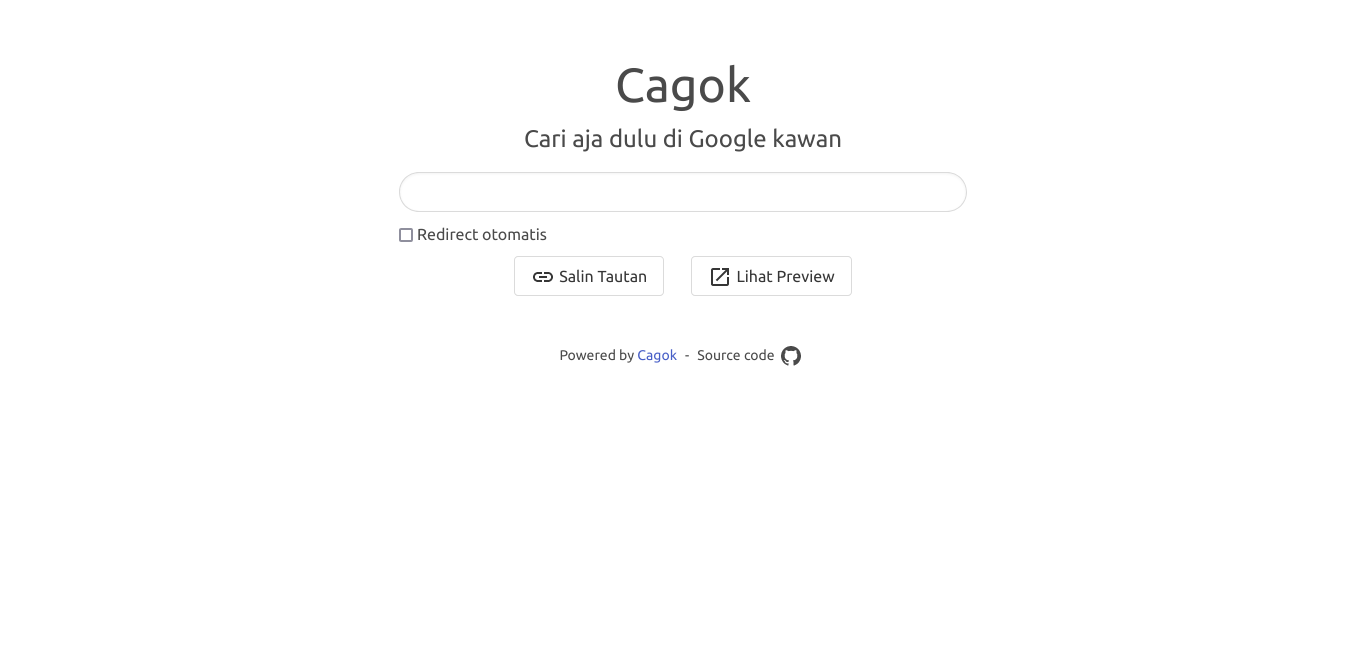 Cagok
Cari aja dulu di Google kawan
Redirect otomatis
Salin Tautan Lihat Preview
Powered by Cagok - Source code